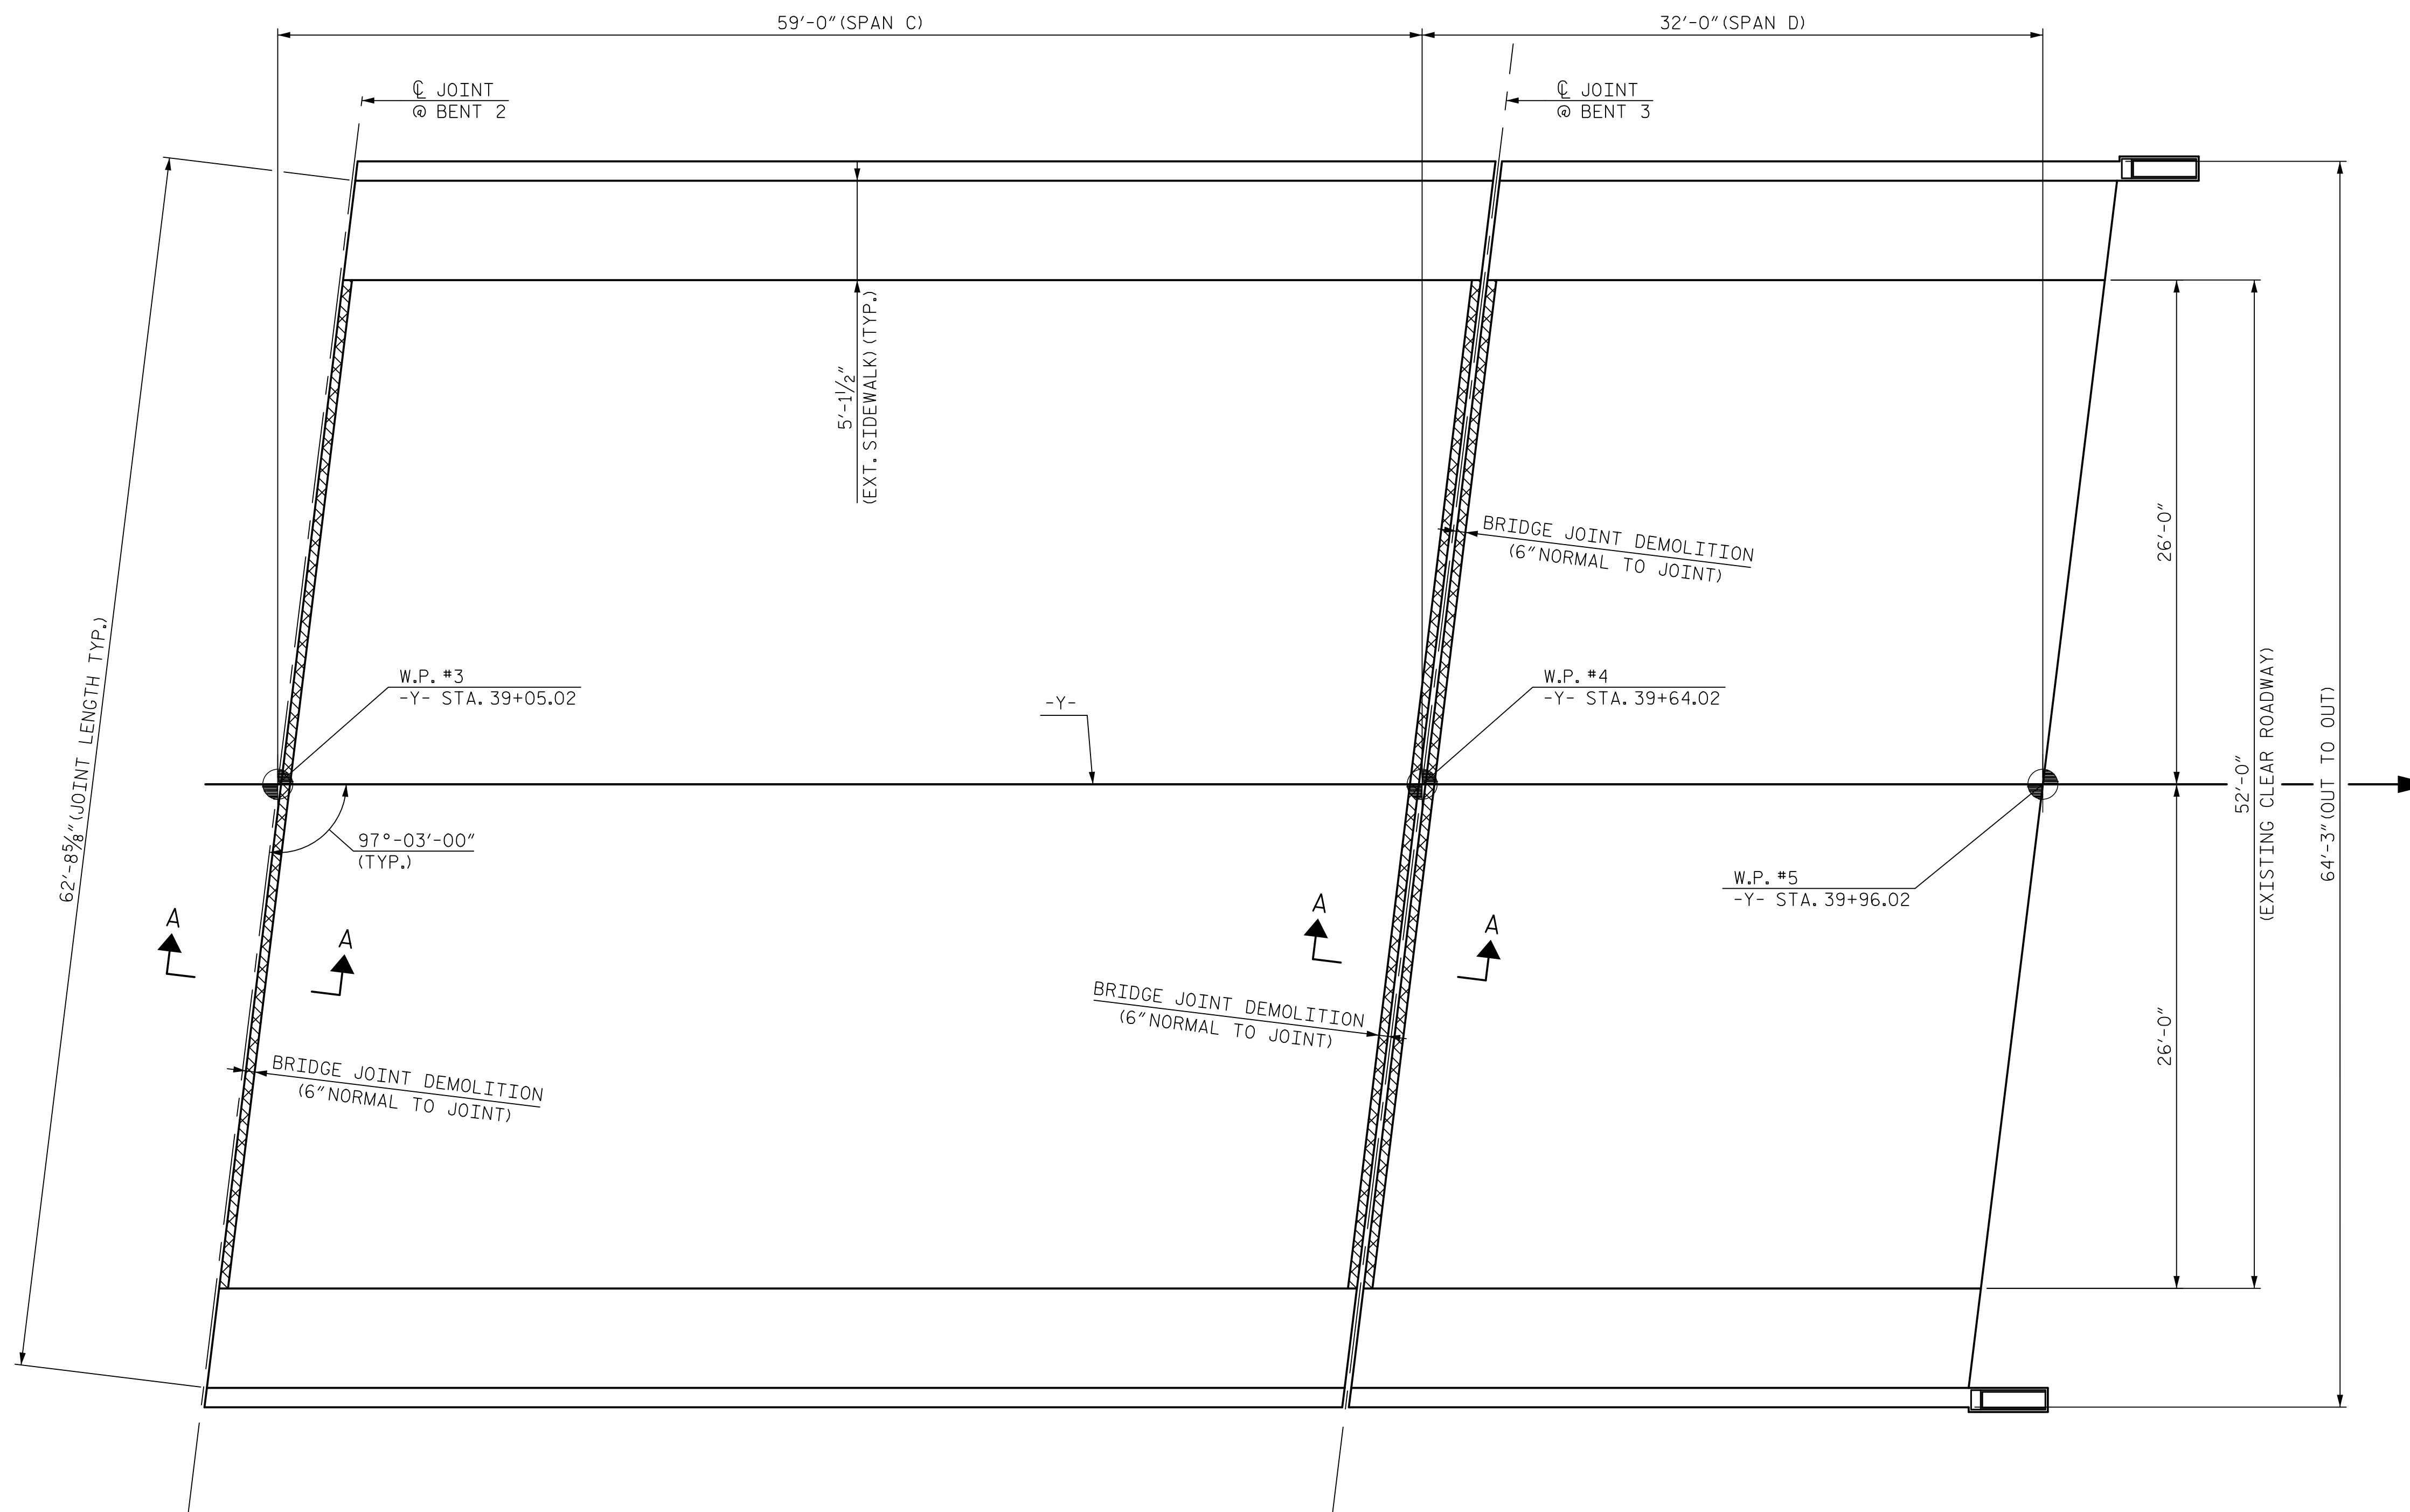 59'-0" (SPAN C)
32'-0" (SPAN D)
℄ JOINT
@ BENT 2
℄ JOINT
@ BENT 3
5'-1½"
(EXT. SIDEWALK) (TYP.)
BRIDGE JOINT DEMOLITION
(6" NORMAL TO JOINT)
26'-0"
62'-8⅝" (JOINT LENGTH TYP.)
W.P. #3
-Y- STA. 39+05.02
-Y-
W.P. #4
-Y- STA. 39+64.02
52'-0"
(EXISTING CLEAR ROADWAY)
64'-3" (OUT TO OUT)
97°-03'-00"
(TYP.)
W.P. #5
-Y- STA. 39+96.02
A
A
A
A
BRIDGE JOINT DEMOLITION
(6" NORMAL TO JOINT)
26'-0"
BRIDGE JOINT DEMOLITION
(6" NORMAL TO JOINT)